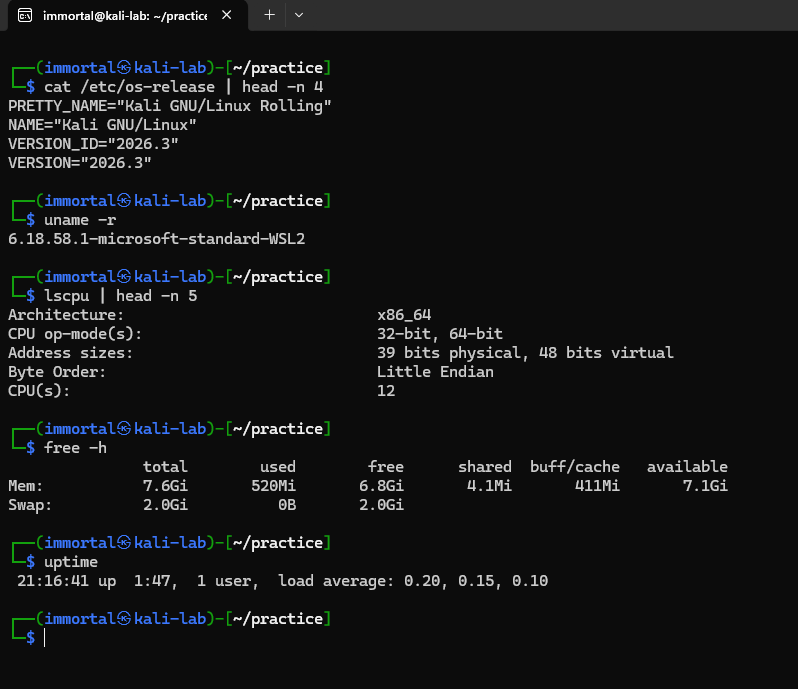 immortal@kali-lab: ~/practice
┌──(immortal㉿kali-lab)-[~/practice]
└─$ cat /etc/os-release | head -n 4
PRETTY_NAME="Kali GNU/Linux Rolling"
NAME="Kali GNU/Linux"
VERSION_ID="2026.3"
VERSION="2026.3"
┌──(immortal㉿kali-lab)-[~/practice]
└─$ uname -r
6.18.58.1-microsoft-standard-WSL2
┌──(immortal㉿kali-lab)-[~/practice]
└─$ lscpu | head -n 5
Architecture: x86_64
CPU op-mode(s): 32-bit, 64-bit
Address sizes: 39 bits physical, 48 bits virtual
Byte Order: Little Endian
CPU(s): 12
┌──(immortal㉿kali-lab)-[~/practice]
└─$ free -h
total used free shared buff/cache available
Mem: 7.6Gi 520Mi 6.8Gi 4.1Mi 411Mi 7.1Gi
Swap: 2.0Gi 0B 2.0Gi
┌──(immortal㉿kali-lab)-[~/practice]
└─$ uptime
21:16:41 up 1:47, 1 user, load average: 0.20, 0.15, 0.10
┌──(immortal㉿kali-lab)-[~/practice]
└─$